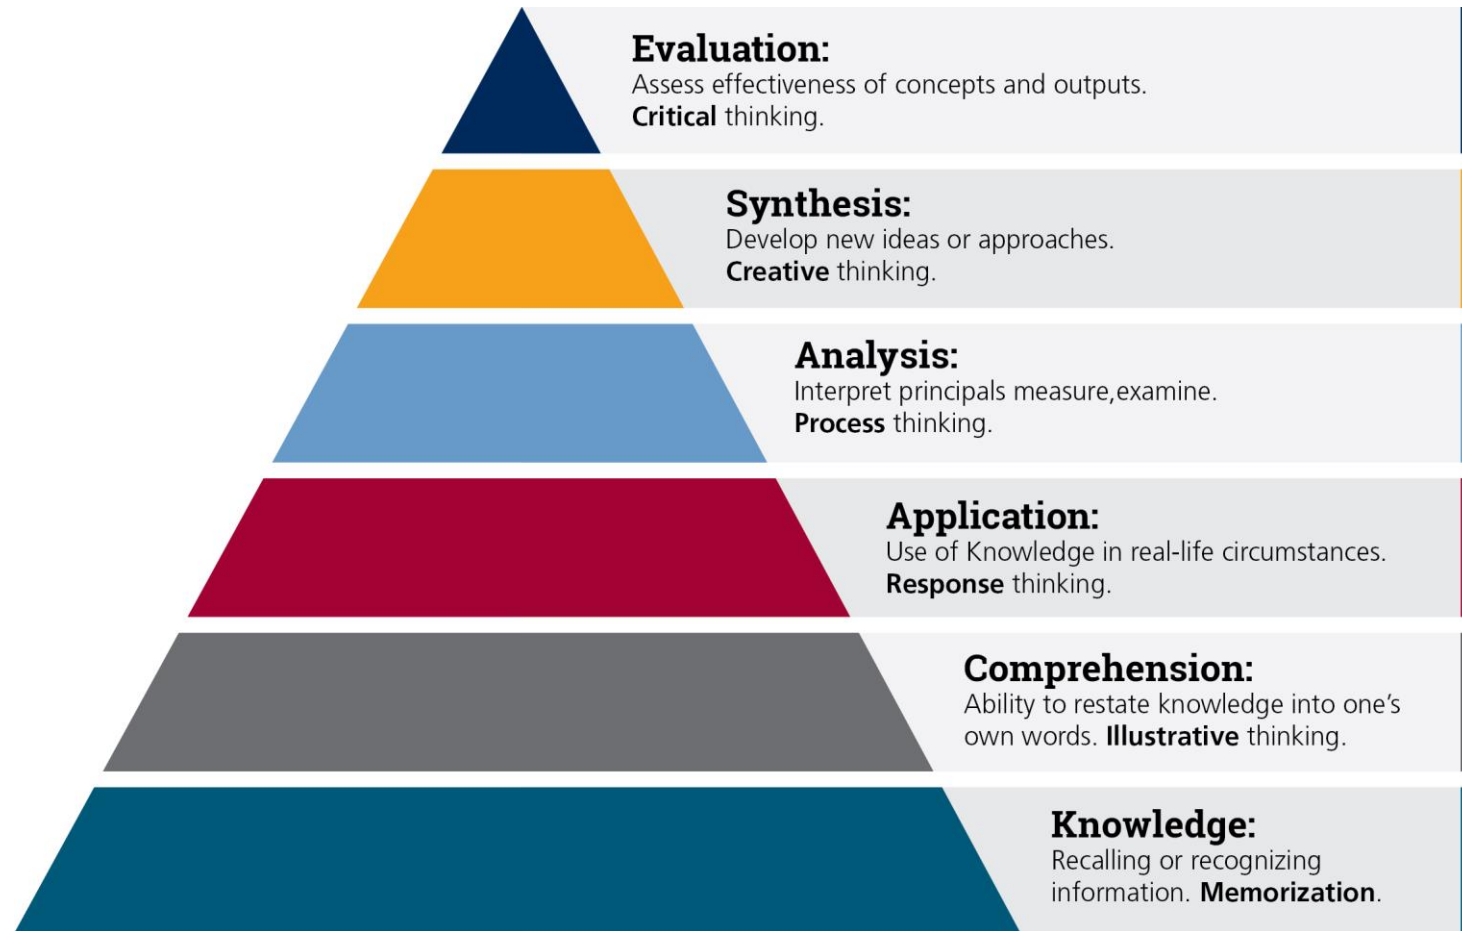 Evaluation:
Assess effectiveness of concepts and outputs.
Critical thinking.
Synthesis:
Develop new ideas or approaches.
Creative thinking.
Analysis:
Interpret principals measure,examine.
Process thinking.
Application:
Use of Knowledge in real-life circumstances.
Response thinking.
Comprehension:
Ability to restate knowledge into one’s
own words. Illustrative thinking.
Knowledge:
Recalling or recognizing
information. Memorization.